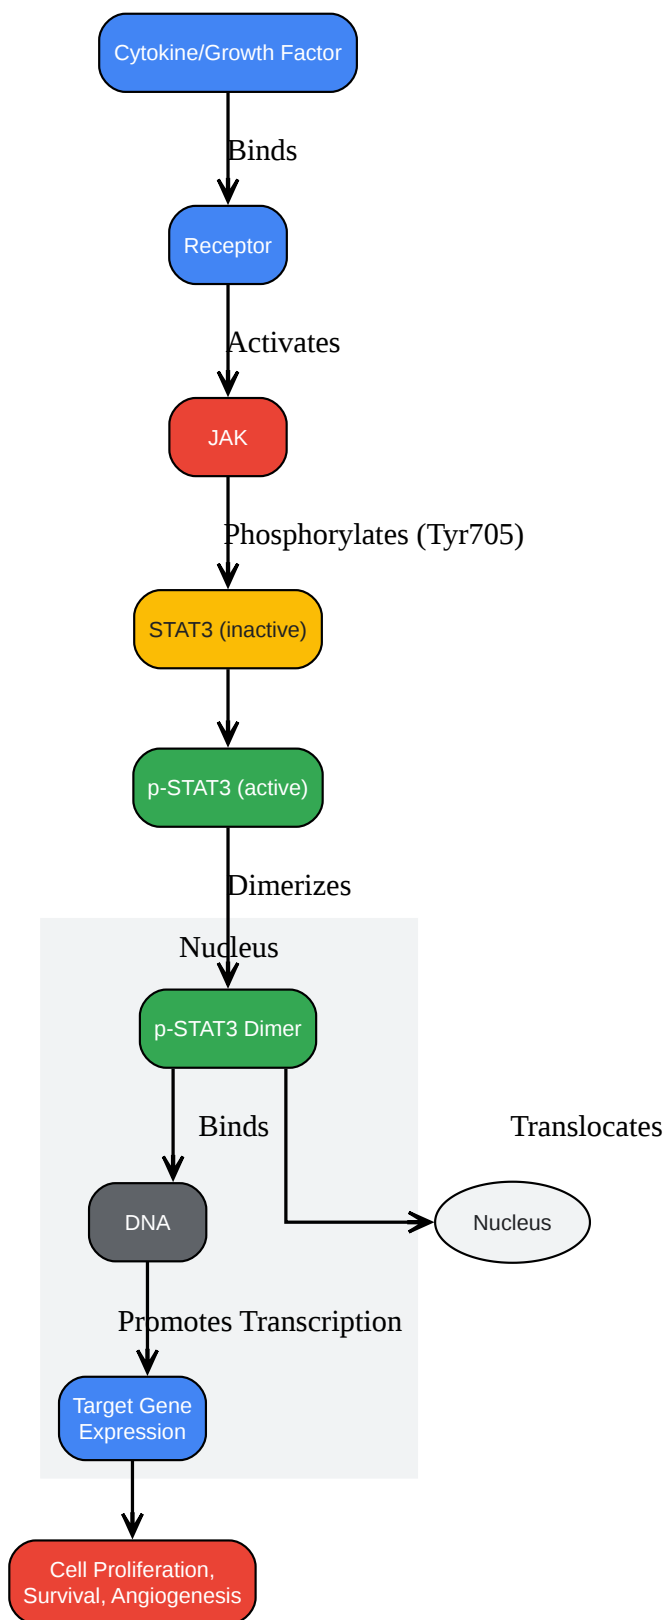 Cytokine/Growth Factor
Binds
Receptor
Activates
JAK
Phosphorylates (Tyr705)
STAT3 (inactive)
p-STAT3 (active)
Dimerizes
Nucleus
p-STAT3 Dimer
Binds
Translocates
DNA
Nucleus
Promotes Transcription
Target Gene
Expression
Cell Proliferation,
Survival, Angiogenesis